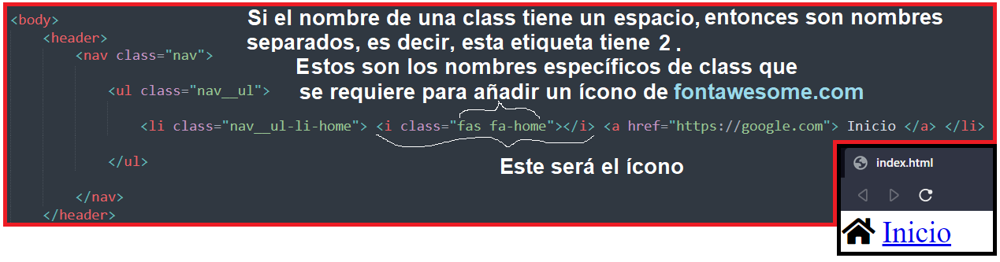 <body> Si el nombre de una class tiene un espacio, entonces son nombres
<header> separados, es decir, esta etiqueta tiene 2 .
<nav class="nav"> Estos son los nombres específicos de class que
<ul class="nav__ul"> se requiere para añadir un ícono de fontawesome.com
<li class="nav__ul-li-home"> <i class="fas fa-home"></i> <a href="https://google.com"> Inicio </a> </li>
</ul> Este será el ícono
</nav>
</header>
index.html
Inicio